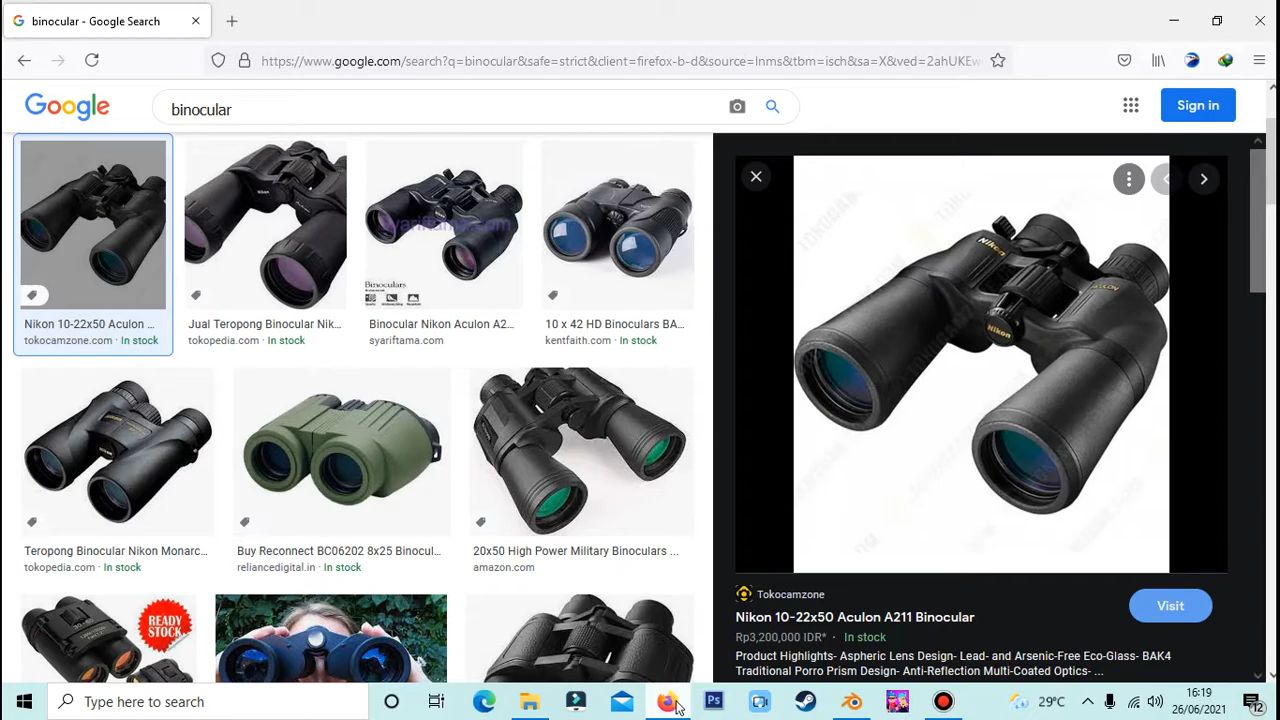 binocular - Google Search
https://www.google.com/search?q=binocular&safe=strict&client=firefox-b-d&source=lnms&tbm=isch&sa=X&ved=2ahUKEw
Google
binocular
Sign in
Nikon 10-22x50 Aculon ...
tokocamzone.com · In stock
Jual Teropong Binocular Nik...
tokopedia.com · In stock
syariftama.com
Binoculars
Binocular Nikon Aculon A2...
syariftama.com
10 x 42 HD Binoculars BA...
kentfaith.com · In stock
Nikon
Nikon
Teropong Binocular Nikon Monarc...
tokopedia.com · In stock
Buy Reconnect BC06202 8x25 Binocul...
reliancedigital.in · In stock
20x50 High Power Military Binoculars ...
amazon.com
READY
STOCK
Tokocamzone
Nikon 10-22x50 Aculon A211 Binocular
Visit
Rp3,200,000 IDR* · In stock
Product Highlights- Aspheric Lens Design- Lead- and Arsenic-Free Eco-Glass- BAK4
Traditional Porro Prism Design- Anti-Reflection Multi-Coated Optics- ...
Type here to search
Ps
29°C
16:19
26/06/2021
12